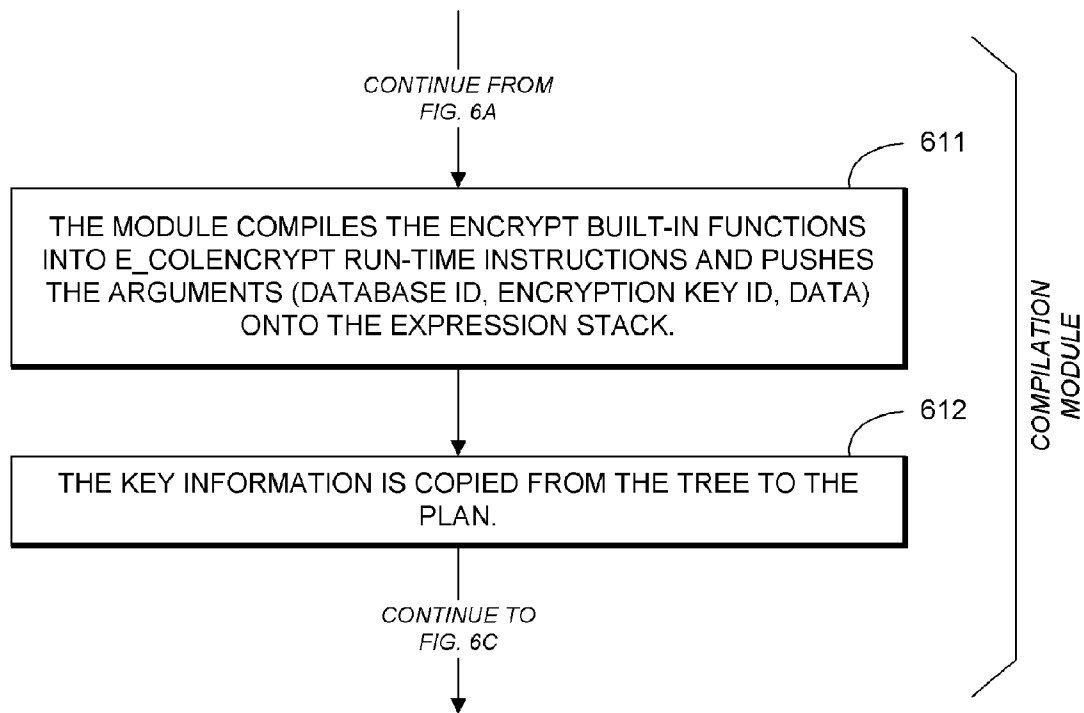 CONTINUE FROM
FIG. 6A
611
THE MODULE COMPILES THE ENCRYPT BUILT-IN FUNCTIONS
INTO E_COLENCRYPT RUN-TIME INSTRUCTIONS AND PUSHES
THE ARGUMENTS (DATABASE ID, ENCRYPTION KEY ID, DATA)
ONTO THE EXPRESSION STACK.
612
THE KEY INFORMATION IS COPIED FROM THE TREE TO THE
PLAN.
CONTINUE TO
FIG. 6C
COMPILATION
MODULE